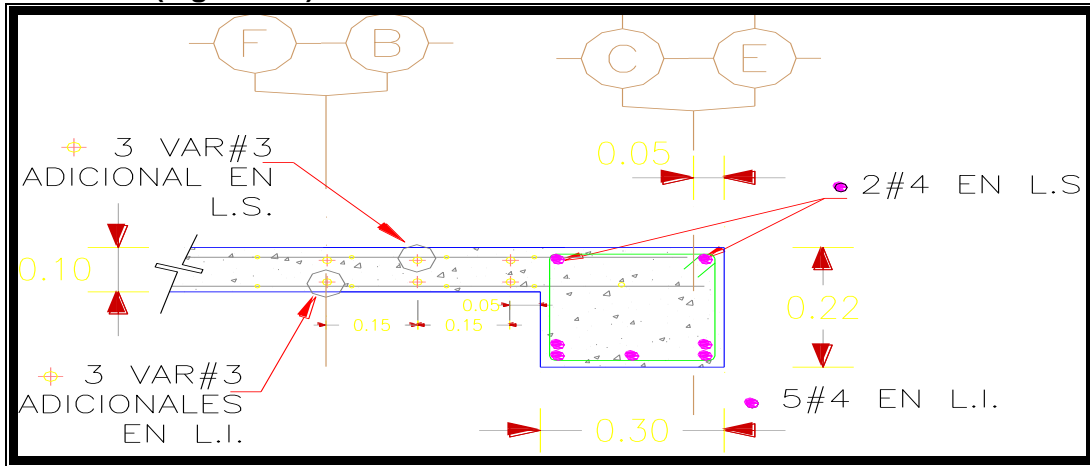 F
B
C
E
3 VAR#3
ADICIONAL EN
L.S.
0.05
2#4 EN L.S
0.10
0.05
0.15
0.15
0.22
3 VAR#3
ADICIONALES
EN L.I.
5#4 EN L.I.
0.30